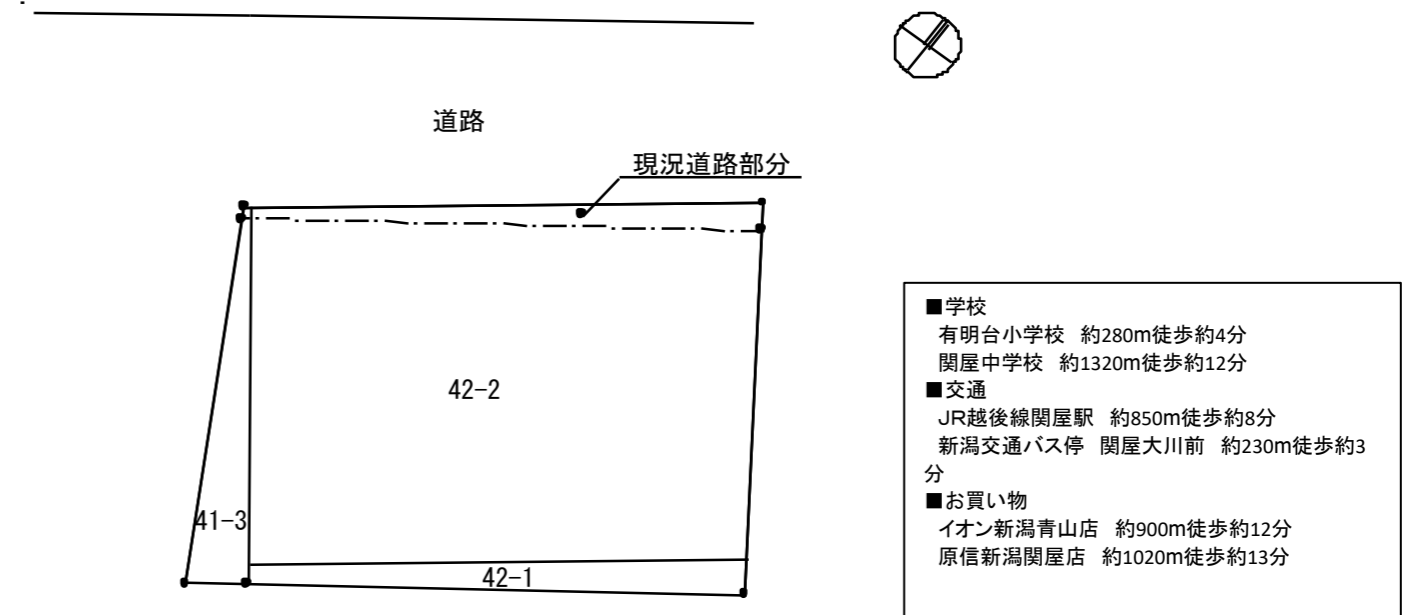 道路
現況道路部分
42-2
41-3
42-1
■学校
有明台小学校 約280m徒歩約4分
関屋中学校 約1320m徒歩約12分
■交通
JR越後線関屋駅 約850m徒歩約8分
新潟交通バス停 関屋大川前 約230m徒歩約3
分
■お買い物
イオン新潟青山店 約900m徒歩約12分
原信新潟関屋店 約1020m徒歩約13分